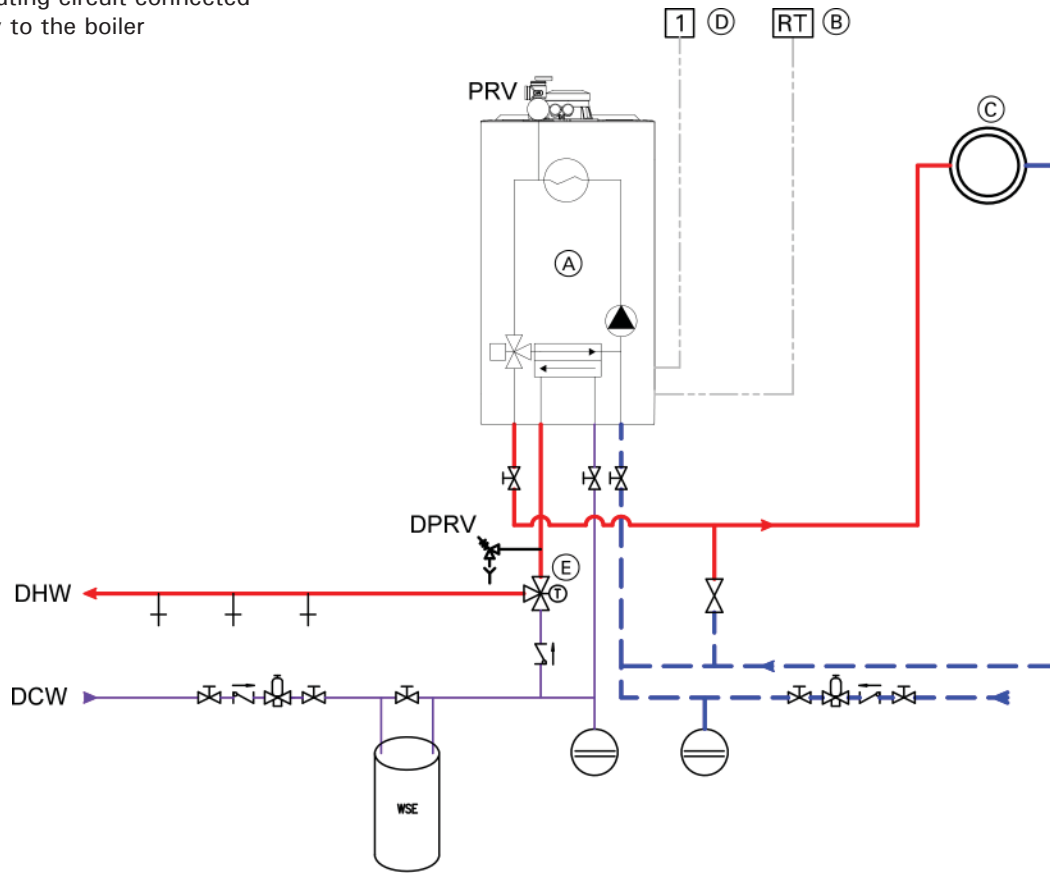 ating circuit connected
to the boiler
1 D RT B
PRV
C
A
DPRV
E
DHW
T
DCW
WSE